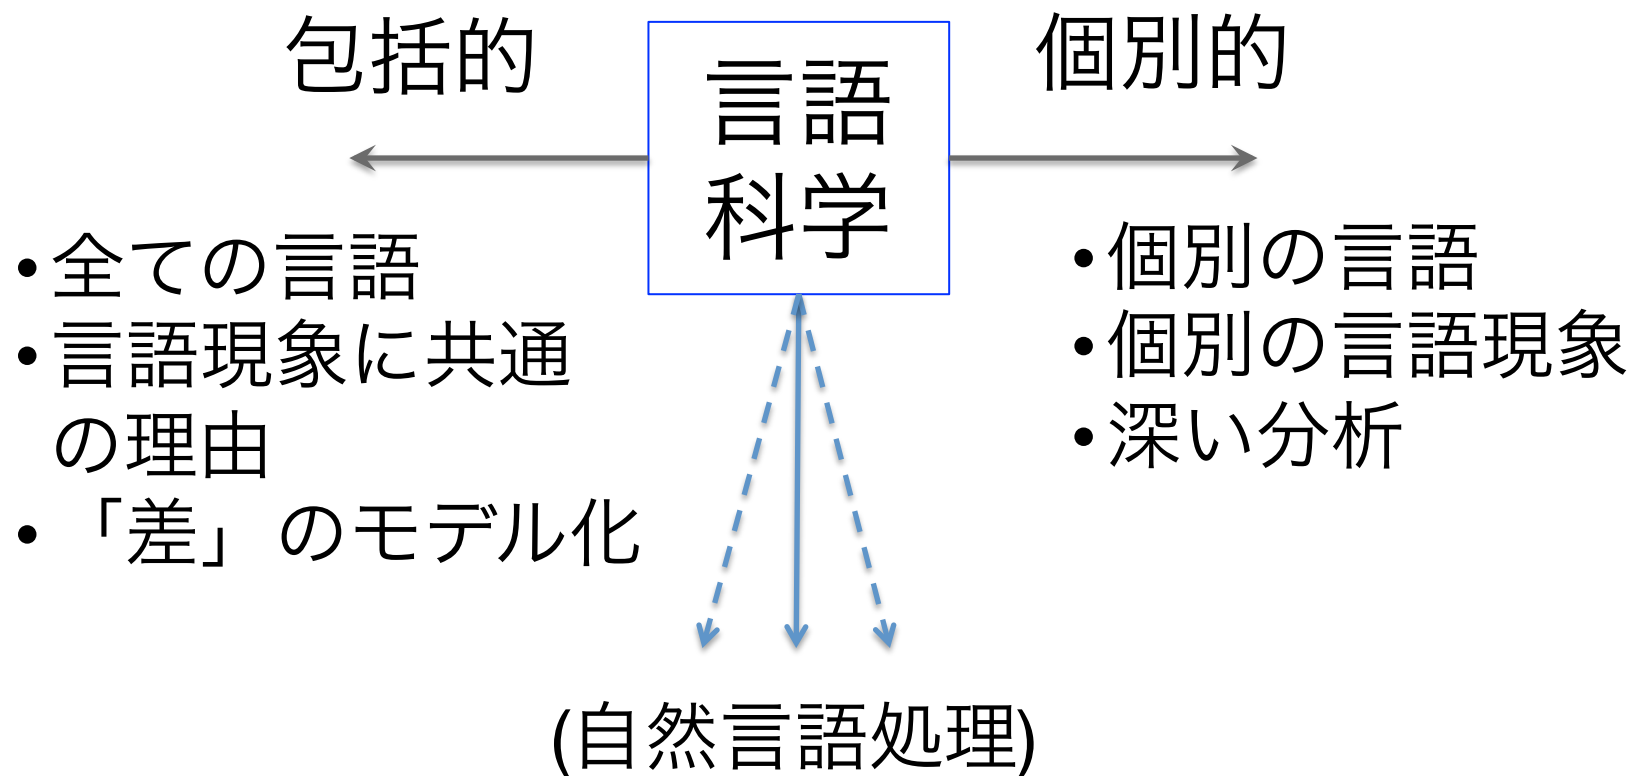 包括的
言語
科学
個別的
•全ての言語
•言語現象に共通
の理由
•「差」のモデル化
•個別の言語
•個別の言語現象
•深い分析
(自然言語処理)